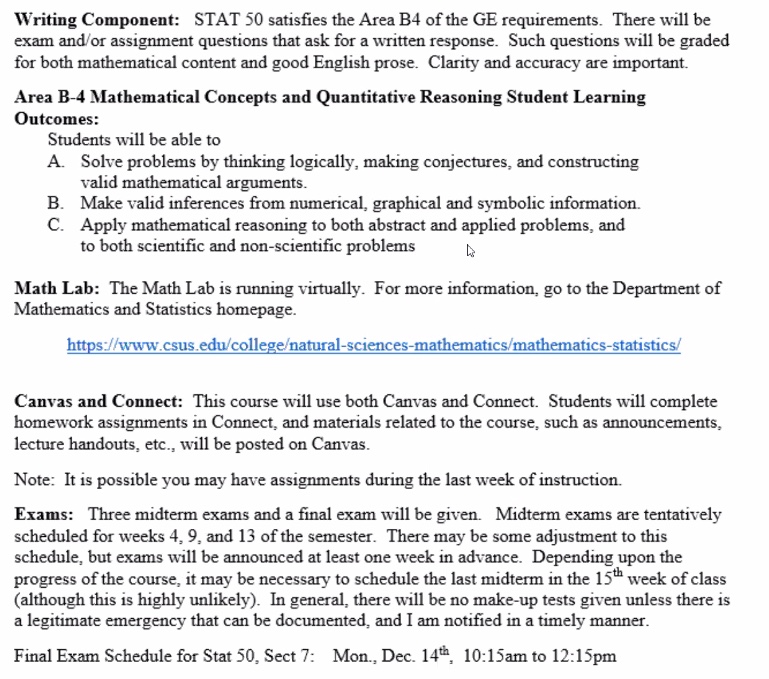 Writing Component: STAT 50 satisfies the Area B4 of the GE requirements. There will be
exam and/or assignment questions that ask for a written response. Such questions will be graded
for both mathematical content and good English prose. Clarity and accuracy are important.
Area B-4 Mathematical Concepts and Quantitative Reasoning Student Learning
Outcomes:
Students will be able to
A. Solve problems by thinking logically, making conjectures, and constructing
valid mathematical arguments.
B. Make valid inferences from numerical, graphical and symbolic information.
C. Apply mathematical reasoning to both abstract and applied problems, and
to both scientific and non-scientific problems
Math Lab: The Math Lab is running virtually. For more information, go to the Department of
Mathematics and Statistics homepage.
https://www.csus.edu/college/natural-sciences-mathematics/mathematics-statistics/
Canvas and Connect: This course will use both Canvas and Connect. Students will complete
homework assignments in Connect, and materials related to the course, such as announcements,
lecture handouts, etc., will be posted on Canvas.
Note: It is possible you may have assignments during the last week of instruction.
Exams: Three midterm exams and a final exam will be given. Midterm exams are tentatively
scheduled for weeks 4, 9, and 13 of the semester. There may be some adjustment to this
schedule, but exams will be announced at least one week in advance. Depending upon the
progress of the course, it may be necessary to schedule the last midterm in the 15th week of class
(although this is highly unlikely). In general, there will be no make-up tests given unless there is
a legitimate emergency that can be documented, and I am notified in a timely manner.
Final Exam Schedule for Stat 50, Sect 7: Mon., Dec. 14th, 10:15am to 12:15pm